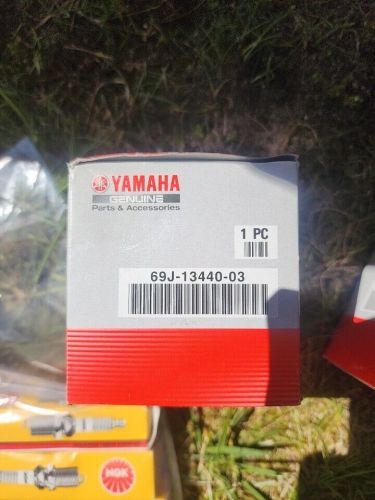 YAMAHA
GENUINE
Parts & Accessories
1 PC
69J-13440-03
NGK